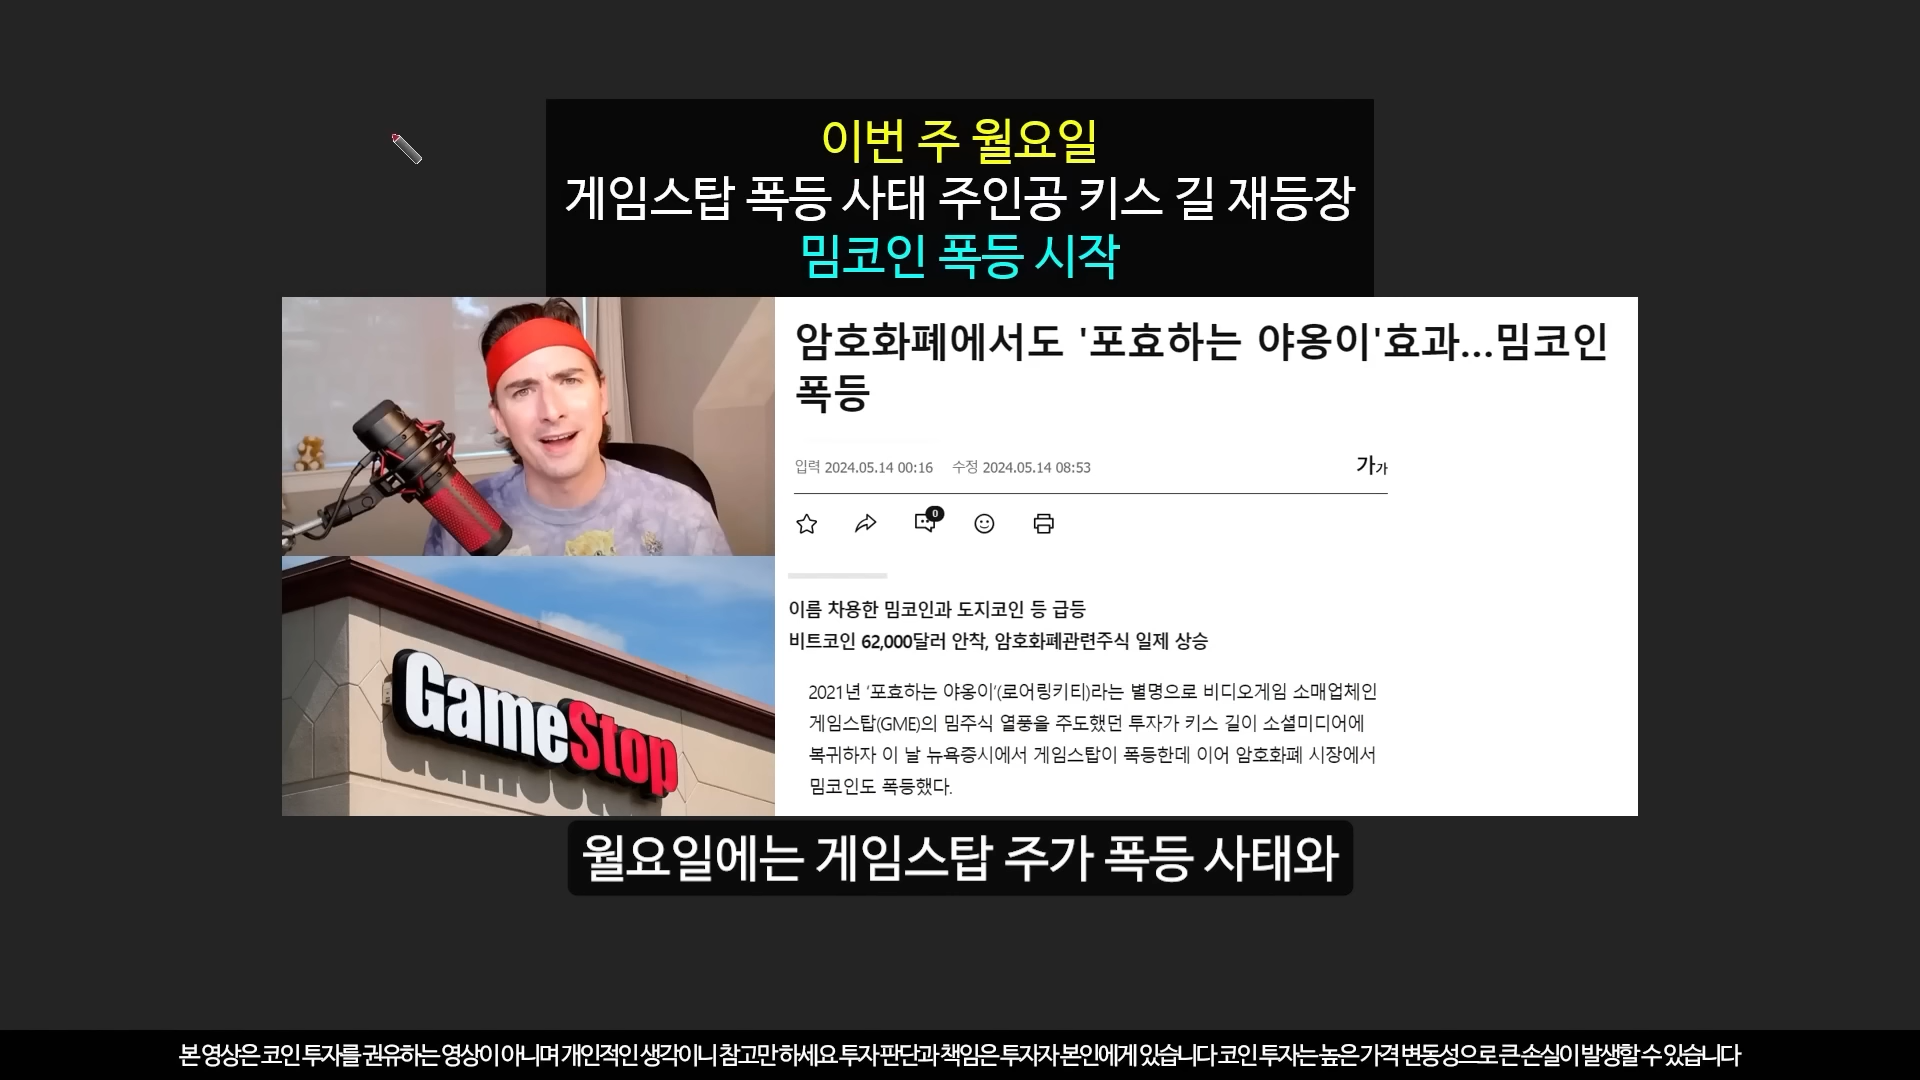 이번 주 월요일
게임스탑 폭등 사태 주인공 키스 길 재등장
밈코인 폭등 시작
암호화폐에서도 '포효하는 야옹이'효과...밈코인
폭등
입력 2024.05.14 00:16 수정 2024.05.14 08:53
가가
0
이름 차용한 밈코인과 도지코인 등 급등
비트코인 62,000달러 안착, 암호화폐관련주식 일제 상승
2021년 '포효하는 야옹이'(로어링키티)라는 별명으로 비디오게임 소매업체인
게임스탑(GME)의 밈주식 열풍을 주도했던 투자가 키스 길이 소셜미디어에
복귀하자 이 날 뉴욕증시에서 게임스탑이 폭등한데 이어 암호화폐 시장에서
밈코인도 폭등했다.
GameStop
월요일에는 게임스탑 주가 폭등 사태와
본 영상은 코인 투자를 권유하는 영상이 아니며 개인적인 생각이니 참고만 하세요 투자 판단과 책임은 투자자 본인에게 있습니다 코인 투자는 높은 가격 변동성으로 큰 손실이 발생할 수 있습니다